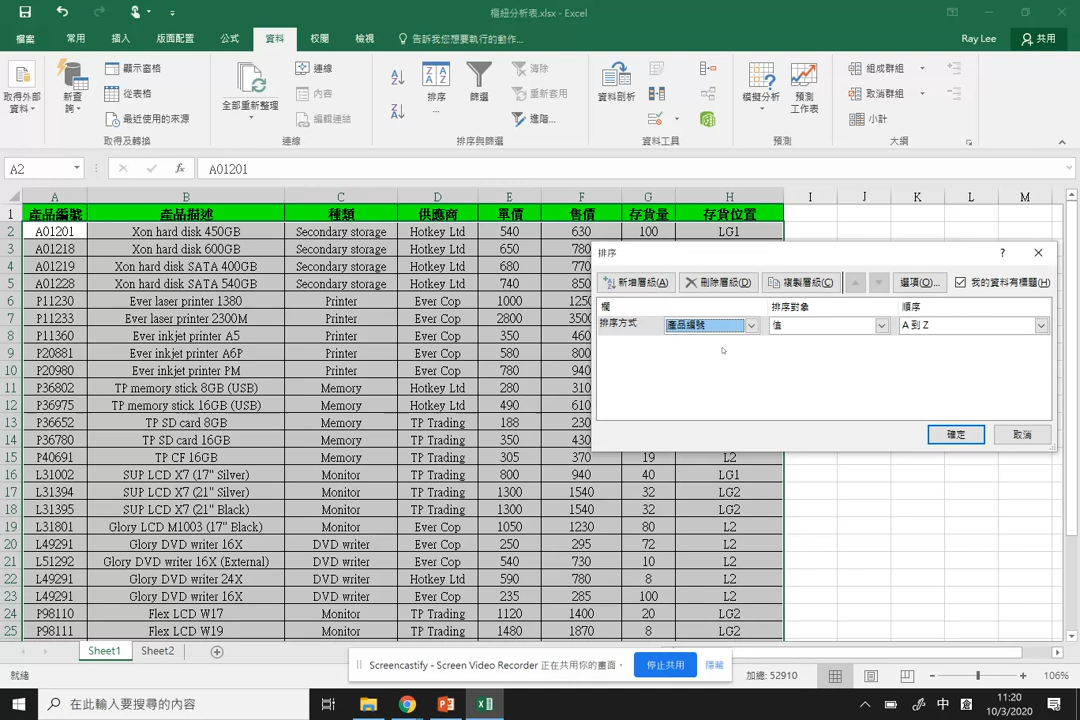 樞紐分析表.xlsx - Excel
檔案 常用 插入 版面配置 公式 資料 校閱 檢視 告訴我您想要執行的動作... Ray Lee 共用
取得外部資料 新查詢 顯示窗格 從表格 最近使用的來源 全部重新整理 連線 內容 編輯連結 排序... 篩選 清除 重新套用 進階... 資料剖析 模擬分析 預測工作表 組成群組 取消群組 小計
取得及轉換 連線 排序與篩選 資料工具 預測 大綱
A2 fx A01201
A B C D E F G H I J K L M
1 產品編號 產品描述 種類 供應商 單價 售價 存貨量 存貨位置
2 A01201 Xon hard disk 450GB Secondary storage Hotkey Ltd 540 630 100 LG1
3 A01218 Xon hard disk 600GB Secondary storage Hotkey Ltd 650 780
4 A01219 Xon hard disk SATA 400GB Secondary storage Hotkey Ltd 680 770
5 A01228 Xon hard disk SATA 540GB Secondary storage Hotkey Ltd 740 850
6 P11230 Ever laser printer 1380 Printer Ever Cop 1000 1250
7 P11233 Ever laser printer 2300M Printer Ever Cop 2800 3500
8 P11360 Ever inkjet printer A5 Printer Ever Cop 350 460
9 P20881 Ever inkjet printer A6P Printer Ever Cop 580 800
10 P20980 Ever inkjet printer PM Printer Ever Cop 780 940
11 P36802 TP memory stick 8GB (USB) Memory Hotkey Ltd 280 310
12 P36975 TP memory stick 16GB (USB) Memory Hotkey Ltd 490 610
13 P36652 TP SD card 8GB Memory TP Trading 188 230
14 P36780 TP SD card 16GB Memory TP Trading 350 430
15 P40691 TP CF 16GB Memory TP Trading 305 370 19 L2
16 L31002 SUP LCD X7 (17" Silver) Monitor TP Trading 800 940 40 LG1
17 L31394 SUP LCD X7 (21" Silver) Monitor TP Trading 1300 1540 32 LG2
18 L31395 SUP LCD X7 (21" Black) Monitor TP Trading 1300 1540 32 LG2
19 L31801 Glory LCD M1003 (17" Black) Monitor Ever Cop 1050 1230 80 L2
20 L49291 Glory DVD writer 16X DVD writer Ever Cop 250 295 72 L2
21 L51292 Glory DVD writer 16X (External) DVD writer Ever Cop 540 730 10 L2
22 L49291 Glory DVD writer 24X DVD writer Hotkey Ltd 590 780 8 L2
23 L49291 Glory DVD writer 16X DVD writer Ever Cop 235 285 100 L2
24 P98110 Flex LCD W17 Monitor TP Trading 1120 1400 20 LG2
25 P98111 Flex LCD W19 Monitor TP Trading 1480 1870 8 LG2
排序 ?
新增層級(A) 刪除層級(D) 複製層級(C) 選項(O)... 我的資料有標題(H)
欄 排序對象 順序
排序方式 產品編號 值 A 到 Z
確定 取消
Sheet1 Sheet2
Screencastify - Screen Video Recorder 正在共用你的畫面。 停止共用 隱藏
就緒 加總: 52910 106%
在此輸入要搜尋的內容
中
11:20
10/3/2020